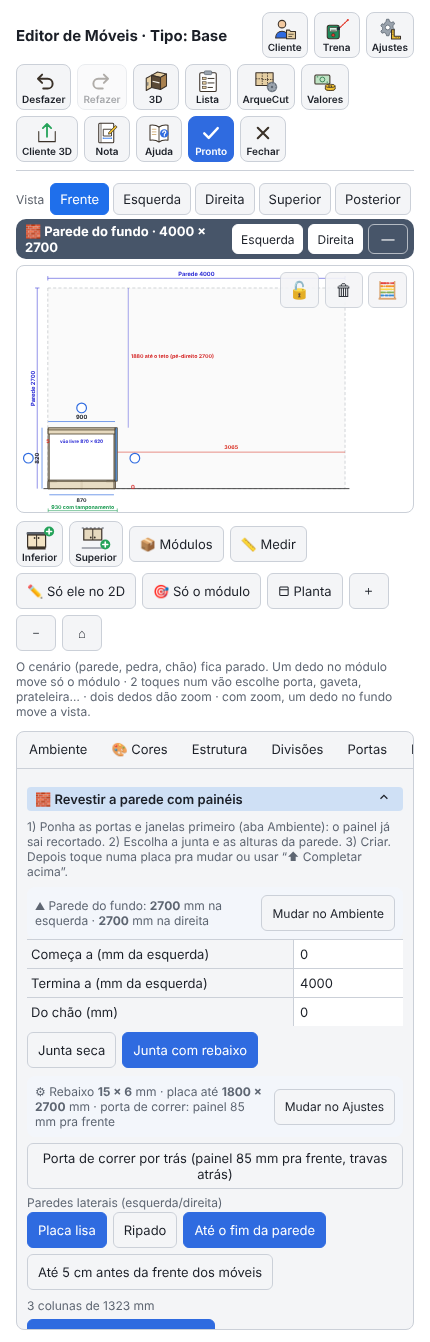 Editor de Móveis · Tipo: Base
Cliente
Trena
Ajustes
Desfazer
Refazer
3D
Lista
ArqueCut
Valores
Cliente 3D
Nota
Ajuda
Pronto
Fechar
Vista
Frente
Esquerda
Direita
Superior
Posterior
🧱 Parede do fundo · 4000 ×
2700
Esquerda
Direita
—
Parede 4000
1880 até o teto (pé-direito 2700)
Parede 2700
900
vão livre 870 × 620
820
3065
0
870
930 com tamponamento
Inferior
Superior
📦 Módulos
📏 Medir
✏️ Só ele no 2D
🎯 Só o módulo
Planta
+
−
⌂
O cenário (parede, pedra, chão) fica parado. Um dedo no módulo
move só o módulo · 2 toques num vão escolhe porta, gaveta,
prateleira... · dois dedos dão zoom · com zoom, um dedo no fundo
move a vista.
Ambiente
🎨 Cores
Estrutura
Divisões
Portas
🧱 Revestir a parede com painéis
1) Ponha as portas e janelas primeiro (aba Ambiente): o painel já
sai recortado. 2) Escolha a junta e as alturas da parede. 3) Criar.
Depois toque numa placa pra mudar ou usar “⬆ Completar
acima”.
▲ Parede do fundo: 2700 mm na
esquerda · 2700 mm na direita
Mudar no Ambiente
Começa a (mm da esquerda)
0
Termina a (mm da esquerda)
4000
Do chão (mm)
0
Junta seca
Junta com rebaixo
⚙ Rebaixo 15 × 6 mm · placa até 1800 ×
2700 mm · porta de correr: painel 85
mm pra frente
Mudar no Ajustes
Porta de correr por trás (painel 85 mm pra frente, travas
atrás)
Paredes laterais (esquerda/direita)
Placa lisa
Ripado
Até o fim da parede
Até 5 cm antes da frente dos móveis
3 colunas de 1323 mm